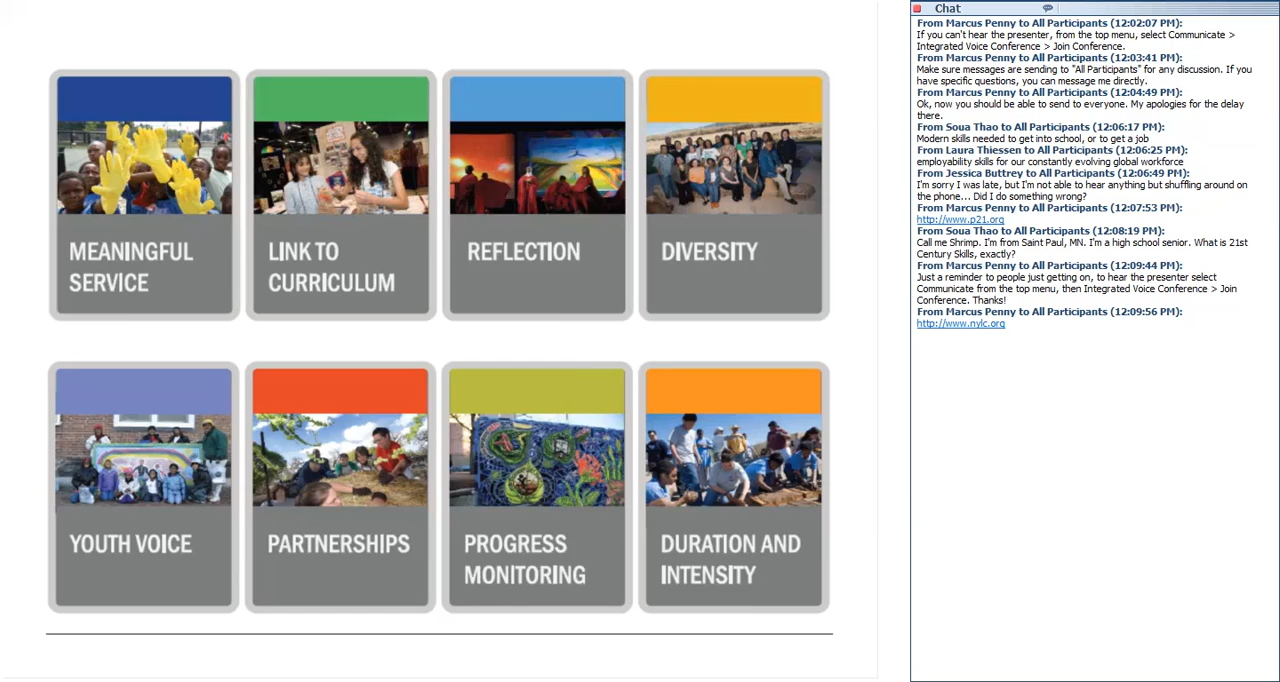 MEANINGFUL
SERVICE
LINK TO
CURRICULUM
REFLECTION
DIVERSITY
YOUTH VOICE
PARTNERSHIPS
PROGRESS
MONITORING
DURATION AND
INTENSITY
Chat
From Marcus Penny to All Participants (12:02:07 PM):
If you can't hear the presenter, from the top menu, select Communicate >
Integrated Voice Conference > Join Conference.
From Marcus Penny to All Participants (12:03:41 PM):
Make sure messages are sending to "All Participants" for any discussion. If you
have specific questions, you can message me directly.
From Marcus Penny to All Participants (12:04:49 PM):
Ok, now you should be able to send to everyone. My apologies for the delay
there.
From Soua Thao to All Participants (12:06:17 PM):
Modern skills needed to get into school, or to get a job
From Laura Thiessen to All Participants (12:06:25 PM):
employability skills for our constantly evolving global workforce
From Jessica Buttrey to All Participants (12:06:49 PM):
I'm sorry I was late, but I'm not able to hear anything but shuffling around on
the phone... Did I do something wrong?
From Marcus Penny to All Participants (12:07:53 PM):
http://www.p21.org
From Soua Thao to All Participants (12:08:19 PM):
Call me Shrimp. I'm from Saint Paul, MN. I'm a high school senior. What is 21st
Century Skills, exactly?
From Marcus Penny to All Participants (12:09:44 PM):
Just a reminder to people just getting on, to hear the presenter select
Communicate from the top menu, then Integrated Voice Conference > Join
Conference. Thanks!
From Marcus Penny to All Participants (12:09:56 PM):
http://www.nylc.org